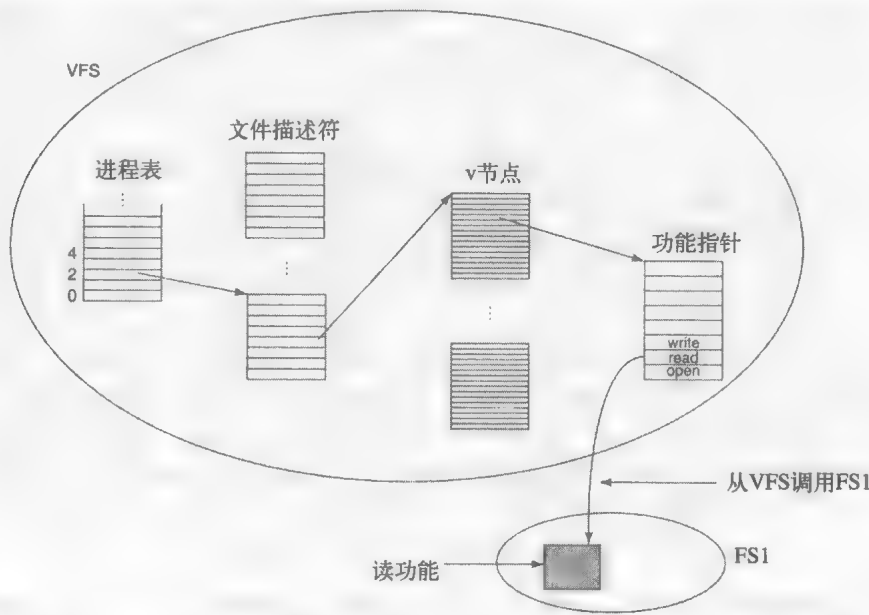 VFS
文件描述符
进程表
v节点
功能指针
4
2
0
write
read
open
从VFS调用FS1
读功能
FS1